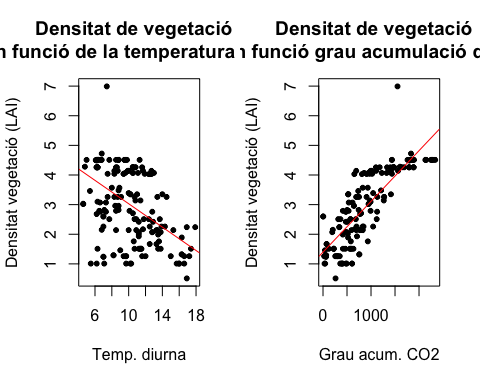 Densitat de vegetació
n funció de la temperatura
Densitat vegetació (LAI)
7
6
5
4
3
2
1
6 10 14 18
Temp. diurna
Densitat de vegetació
n funció grau acumulació d
Densitat vegetació (LAI)
7
6
5
4
3
2
1
0 1000
Grau acum. CO2